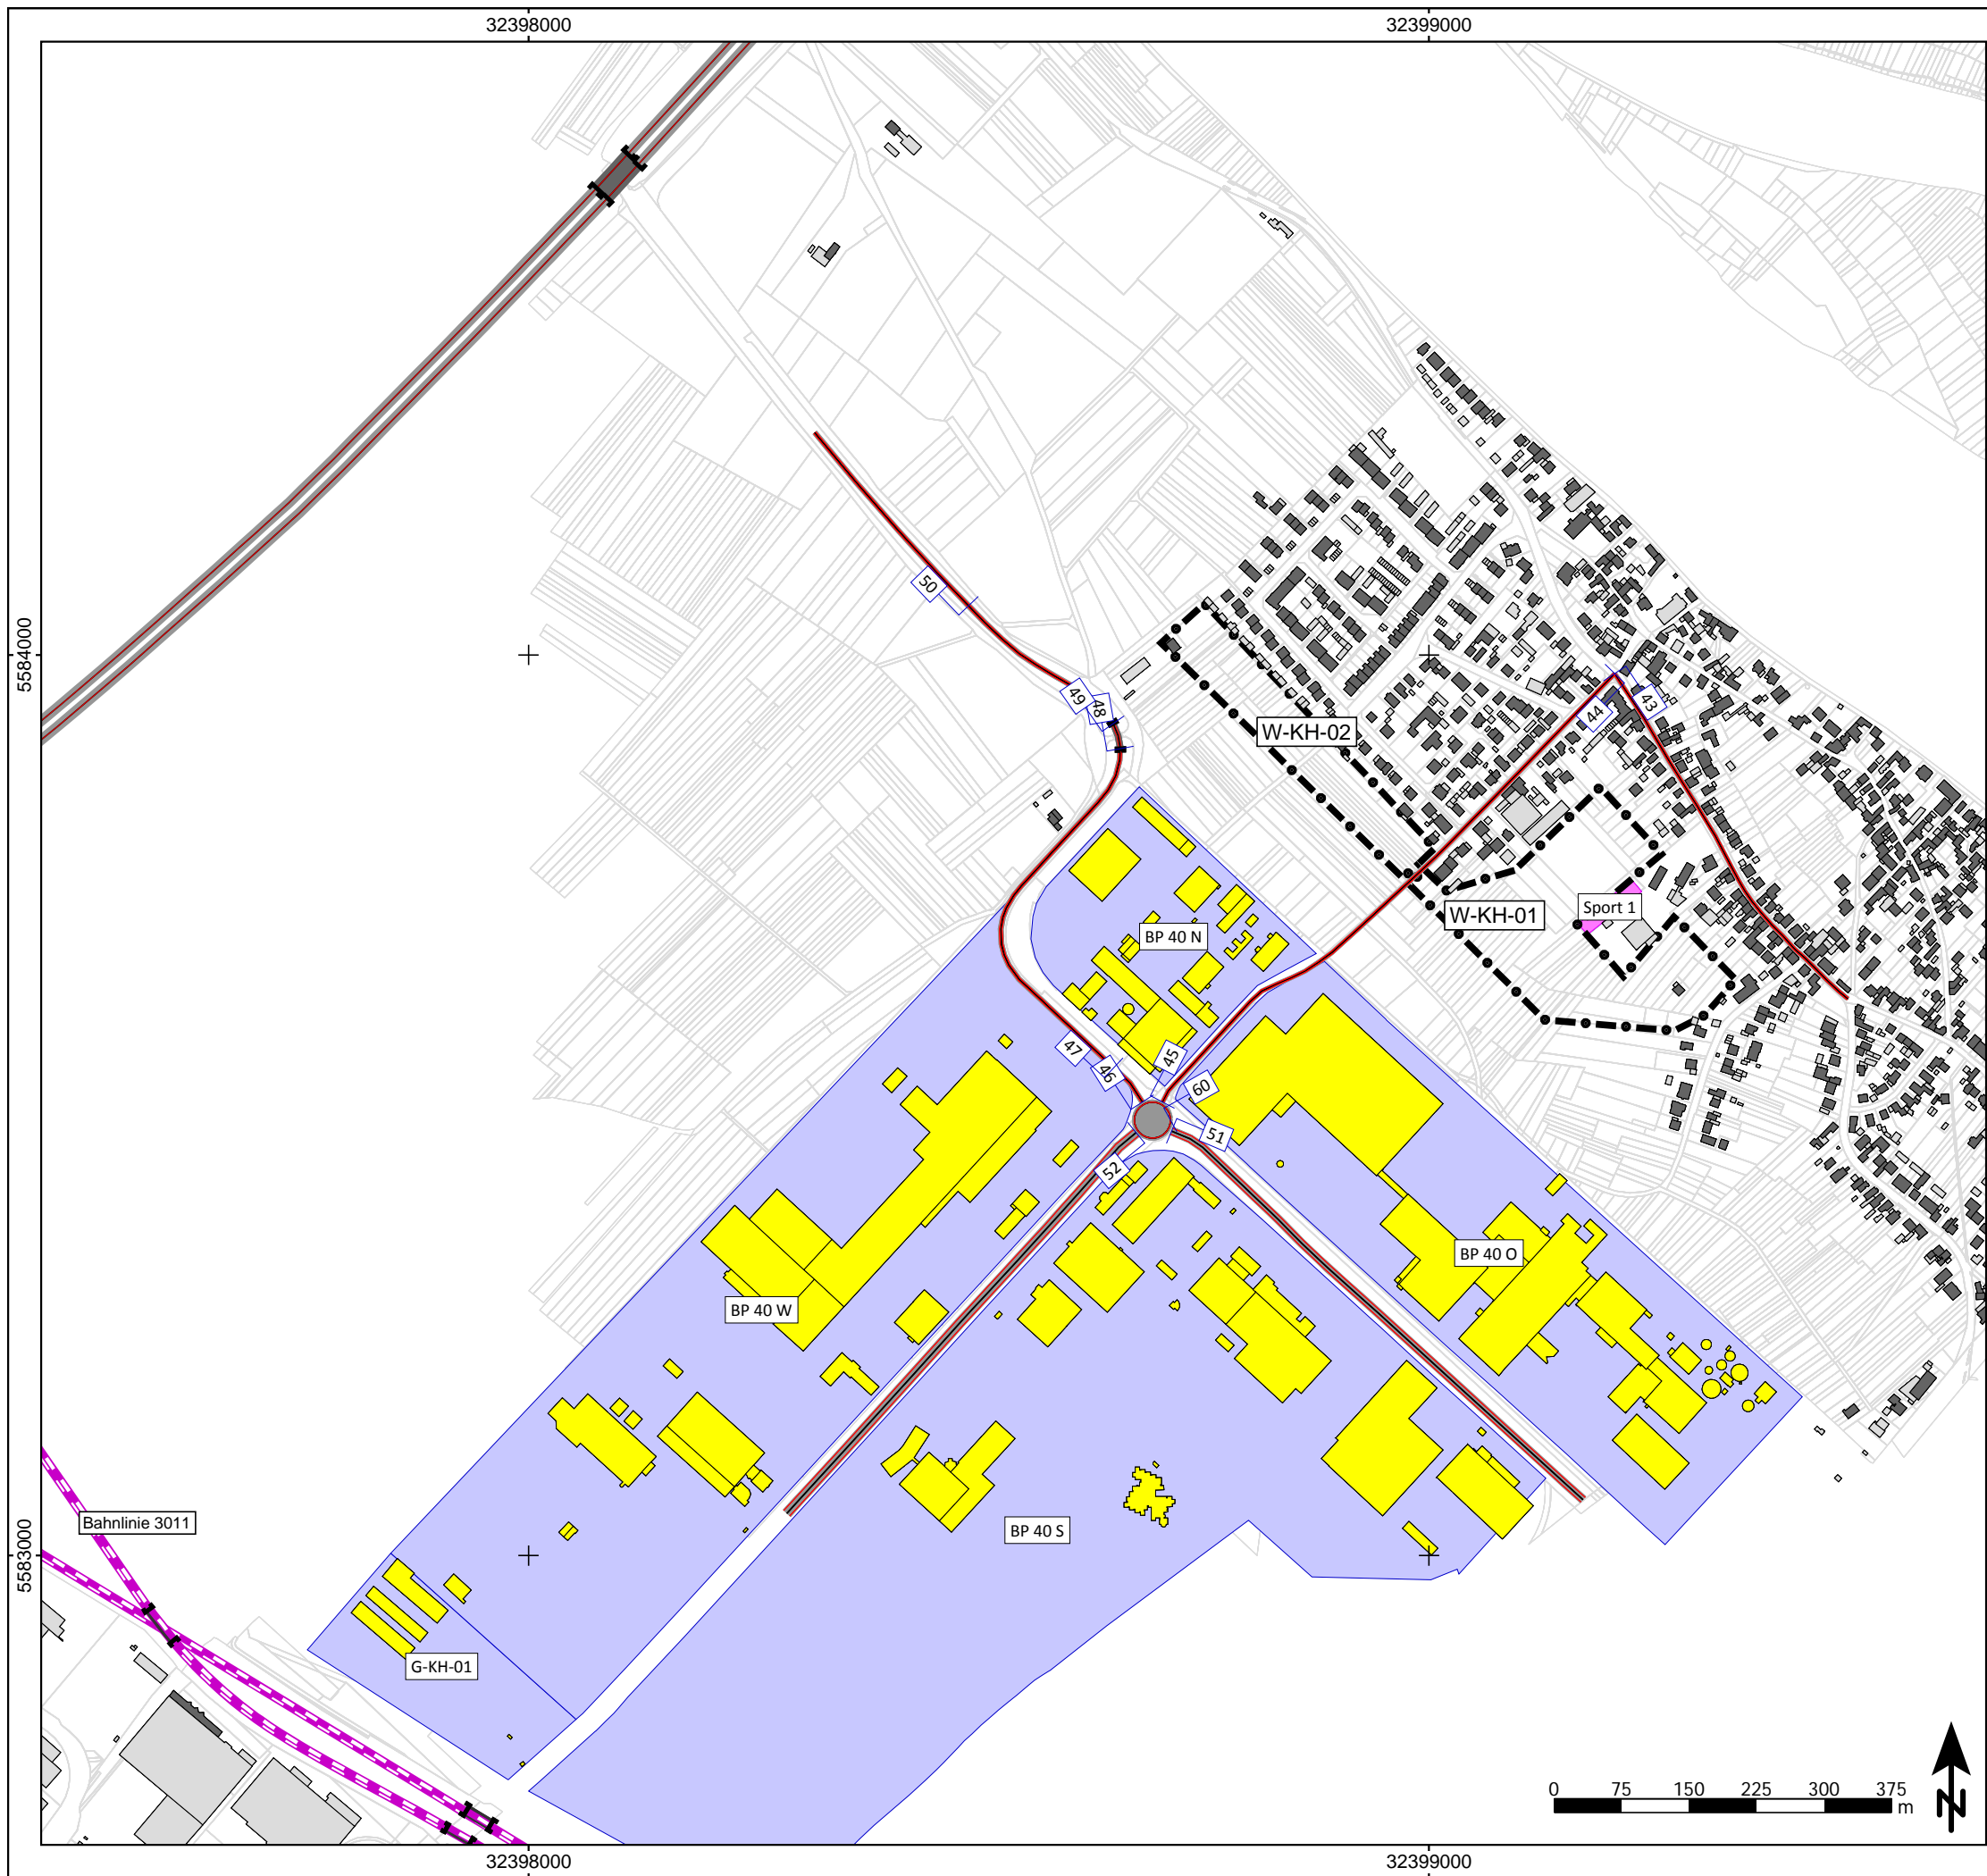 32398000
32399000
50
5584000
49
48
W-KH-02
44
43
Sport 1
W-KH-01
BP 40 N
47
46
45
60
51
52
BP 40 O
BP 40 W
Bahnlinie 3011
BP 40 S
5583000
G-KH-01
0 75 150 225 300 375
m
N
32398000
32399000